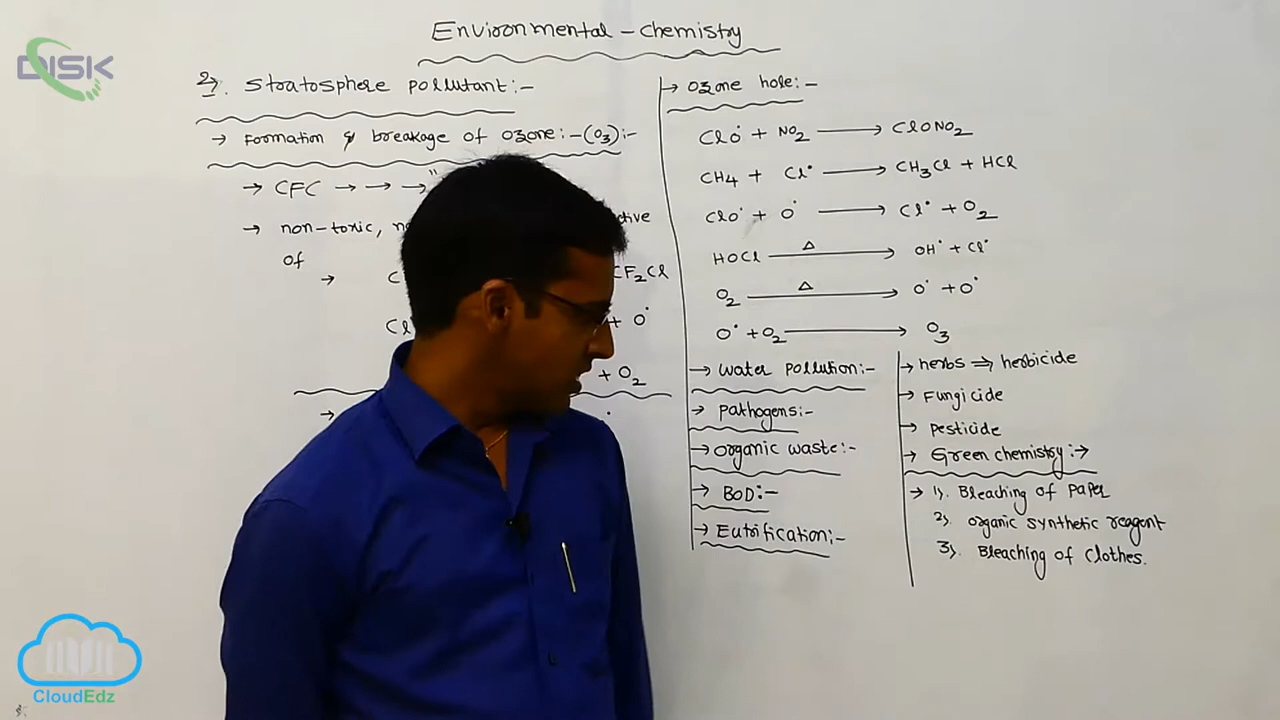 Environmental - chemistry
DISK
2). Stratosphere pollutant:-
→ Formation & breakage of ozone:-(O3):-
→ CFC → → → "
→ non-toxic,
of
→ C CF2Cl
Cl + O•
+ O2
→
→ Ozone hole:-
ClO• + NO2 → ClONO2
CH4 + Cl• → CH3Cl + HCl
ClO• + O• → Cl• + O2
HOCl —Δ→ OH• + Cl•
O2 —Δ→ O• + O•
O• + O2 → O3
→ Water pollution:-
→ Pathogens:-
→ Organic waste:-
→ BOD:-
→ Eutrification:-
→ herbs ⇒ herbicide
→ Fungicide
→ Pesticide
→ Green chemistry:→
→ 1). Bleaching of Paper
2). Organic synthetic reagent
3). Bleaching of clothes.
CloudEdz